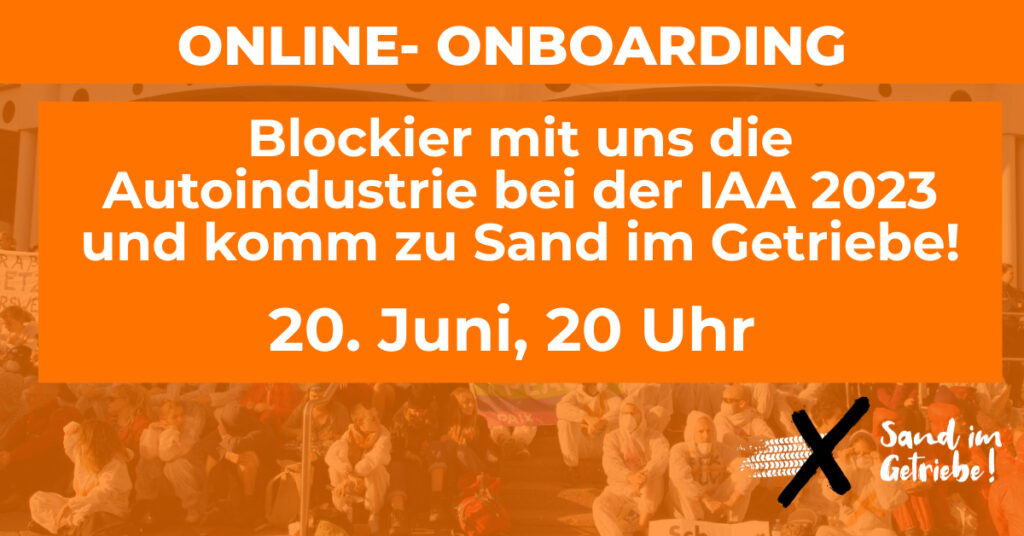 ONLINE- ONBOARDING
Blockier mit uns die
Autoindustrie bei der IAA 2023
und komm zu Sand im Getriebe!
20. Juni, 20 Uhr
Sand im
Getriebe!